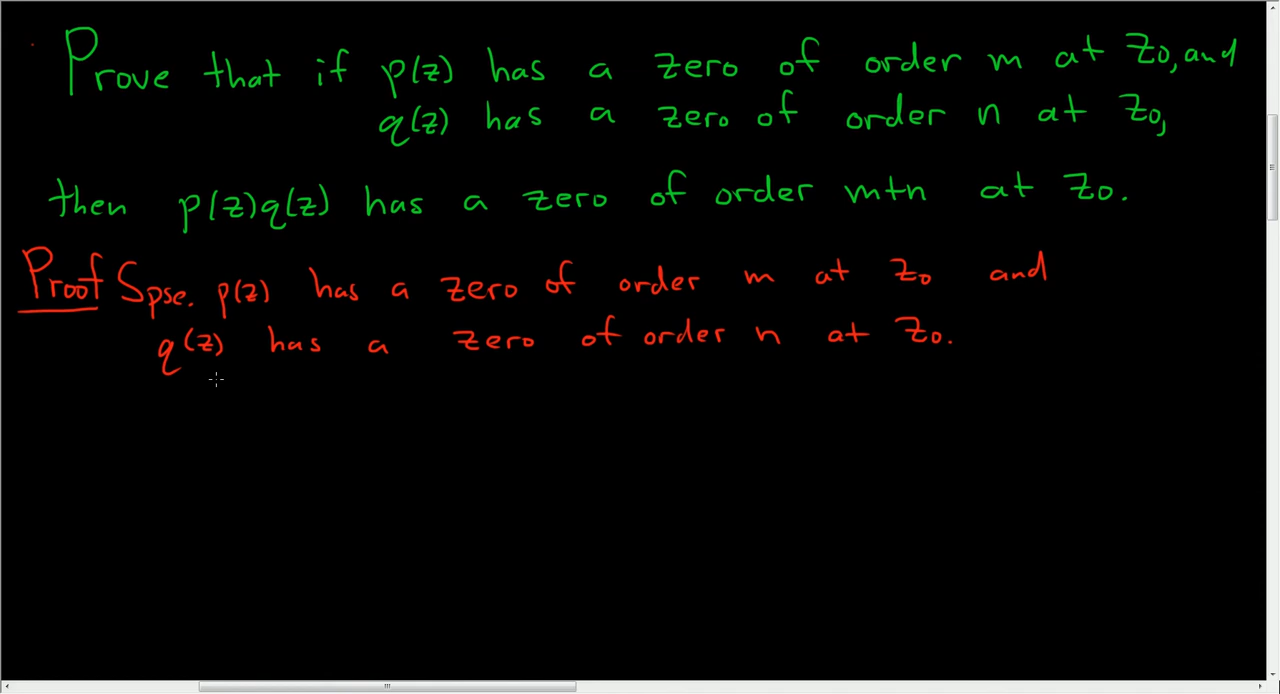 Prove that if p(z) has a zero of order m at z₀, and
q(z) has a zero of order n at z₀,
then p(z)q(z) has a zero of order m+n at z₀.
Proof Spse. p(z) has a zero of order m at z₀ and
q(z) has a zero of order n at z₀.